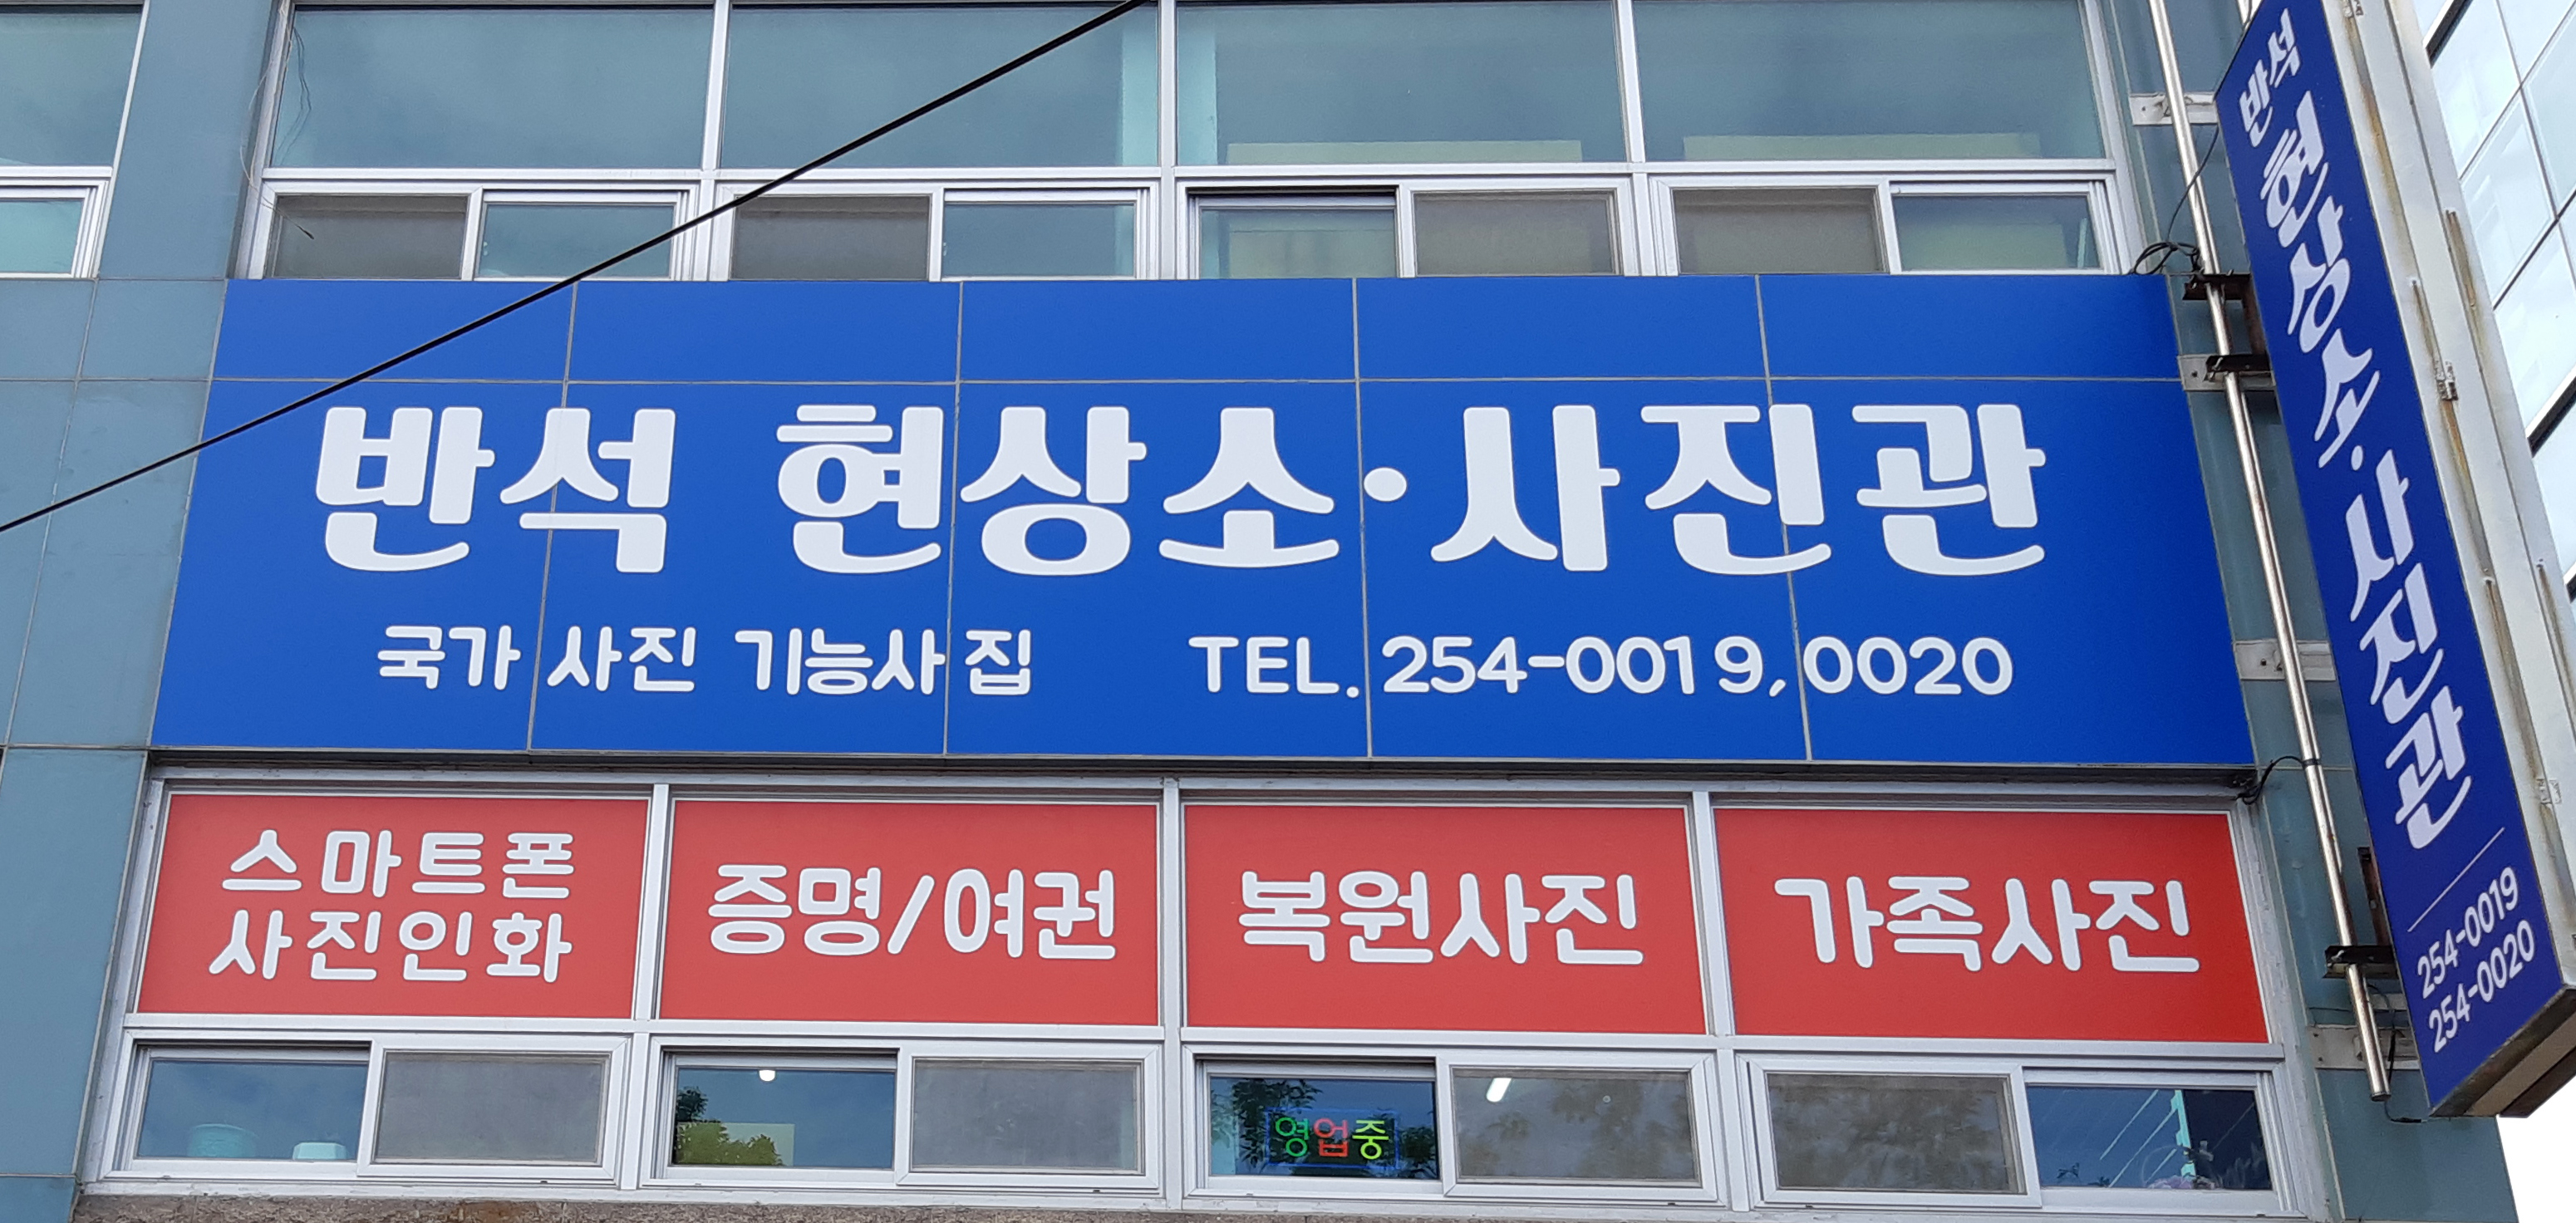 반석 현상소·사진관
국가 사진 기능사 집 TEL. 254-0019, 0020
스마트폰
사진인화
증명/여권
복원사진
가족사진
영업중
반석 현상소·사진관
254-0019
254-0020